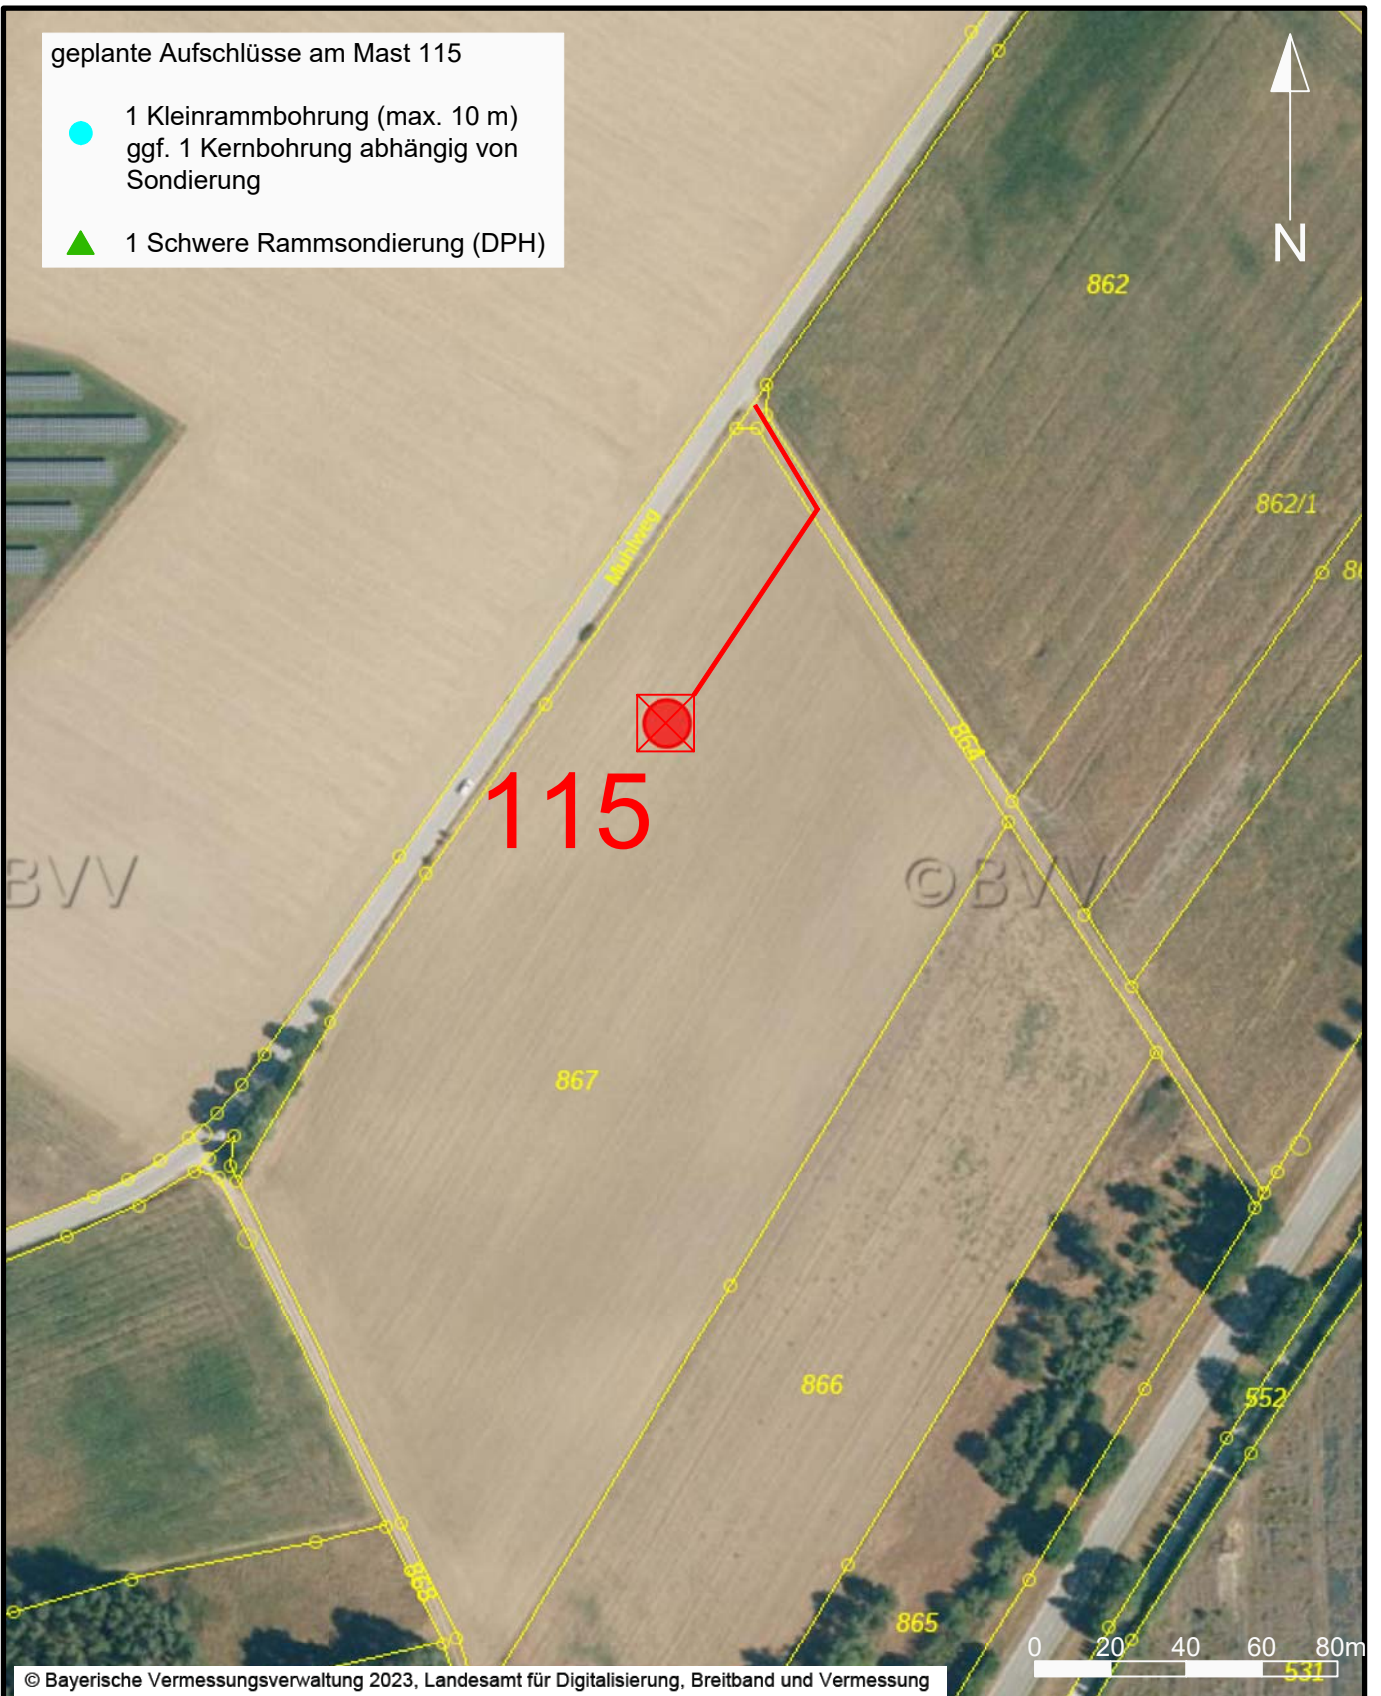 geplante Aufschlüsse am Mast 115
1 Kleinrammbohrung (max. 10 m)
ggf. 1 Kernbohrung abhängig von
Sondierung
1 Schwere Rammsondierung (DPH)
N
862
862/1
Mühlweg
864
115
BVV
©BVV
867
866
552
868
865
0 20 40 60 80m
531
© Bayerische Vermessungsverwaltung 2023, Landesamt für Digitalisierung, Breitband und Vermessung